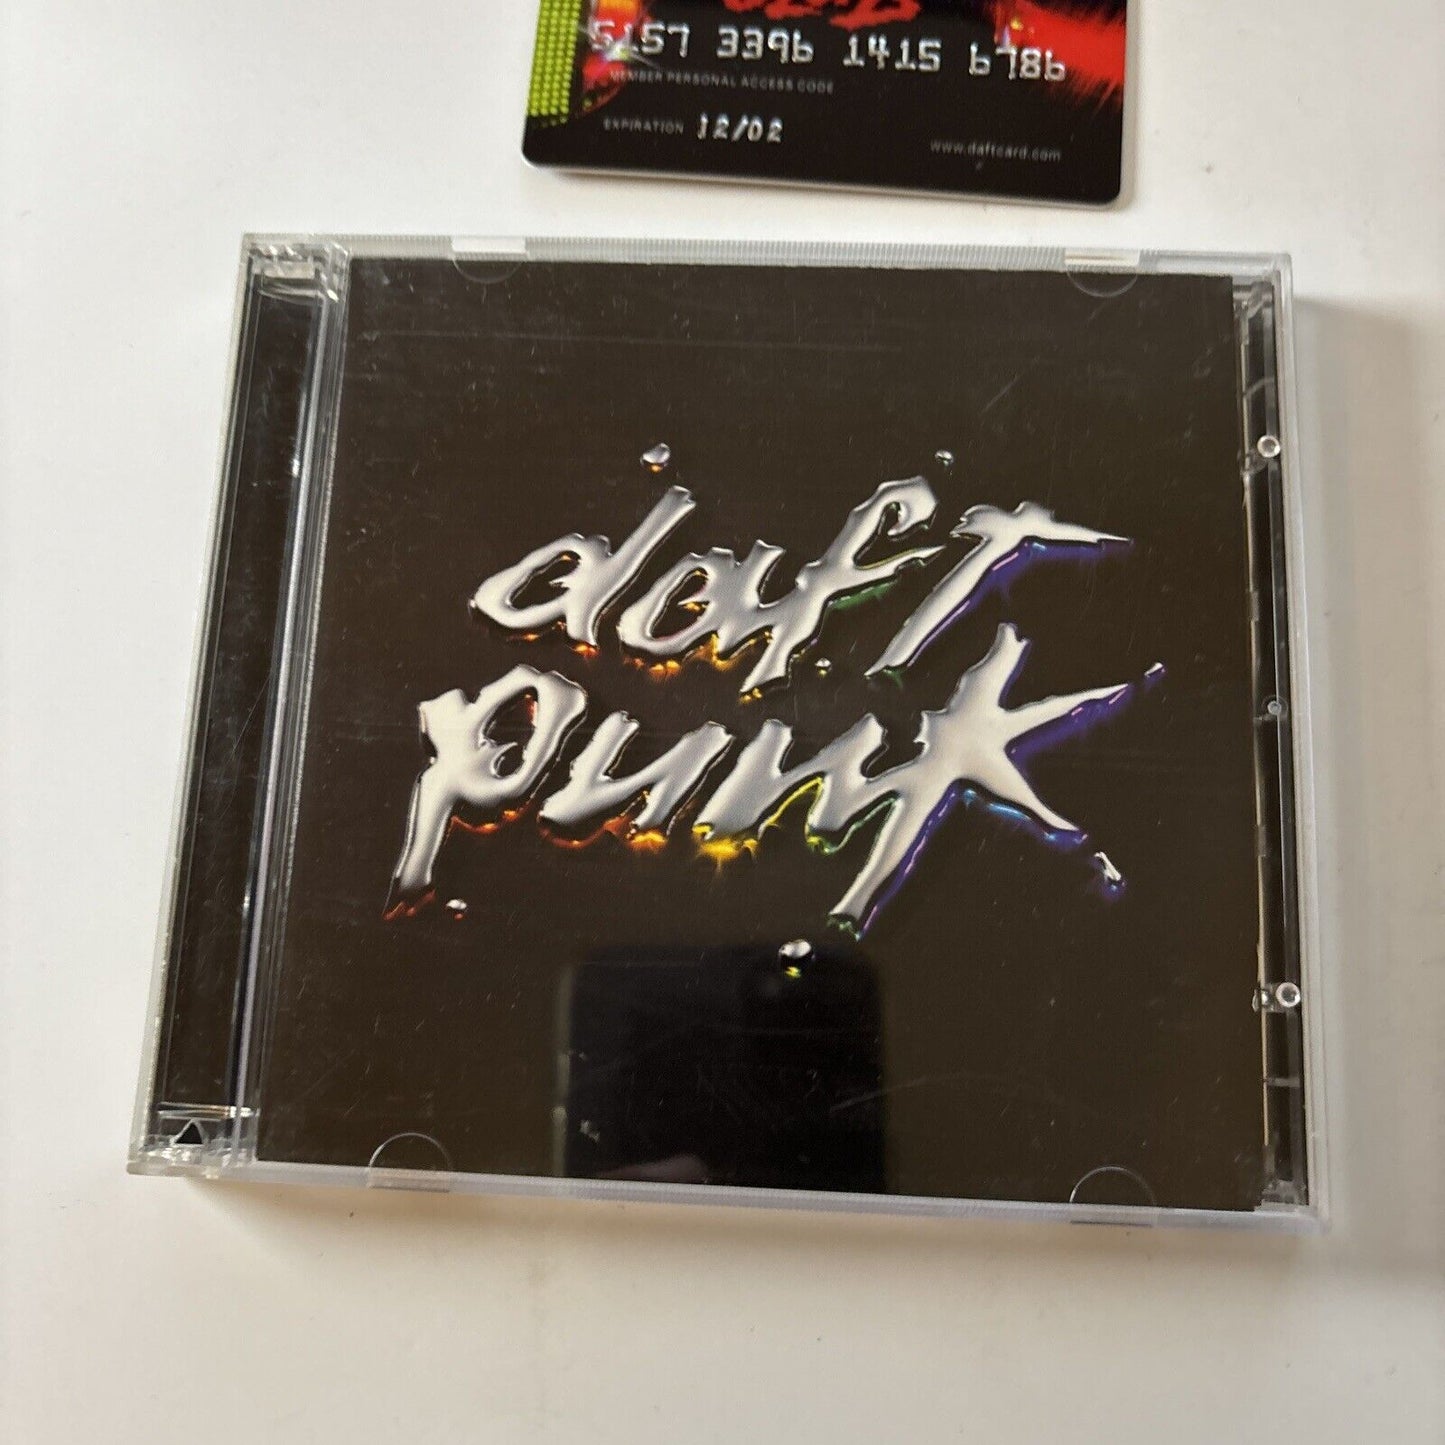 5157 3396 1415 6786
MEMBER PERSONAL ACCESS CODE
EXPIRATION 12/02
www.daftcard.com
daft
punk